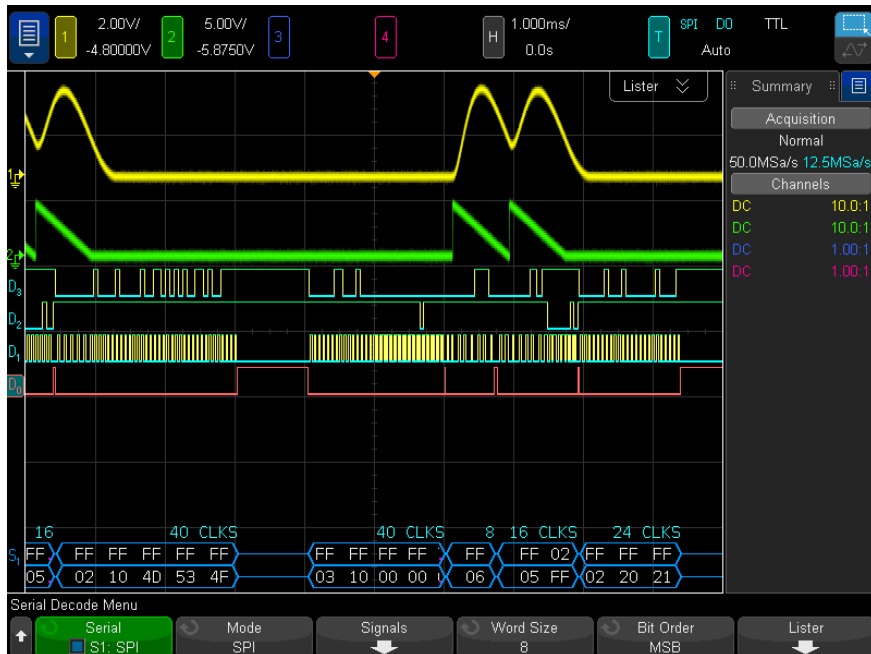 1 2.00V/ 2 5.00V/ 3 4 H 1.000ms/ T SPI D0 TTL
-4.80000V -5.8750V 0.0s Auto
Lister
Summary
Acquisition
Normal
50.0MSa/s 12.5MSa/s
Channels
DC 10.0:1
DC 10.0:1
DC 1.00:1
DC 1.00:1
1
2
D3
D2
D1
D0
16 40 CLKS 40 CLKS 8 16 CLKS 24 CLKS
S1 FF FF FF FF FF FF FF FF FF FF FF FF 02 FF FF FF
05 02 10 4D 53 4F 03 10 00 00 06 05 FF 02 20 21
Serial Decode Menu
Serial Mode Signals Word Size Bit Order Lister
S1: SPI SPI 8 MSB